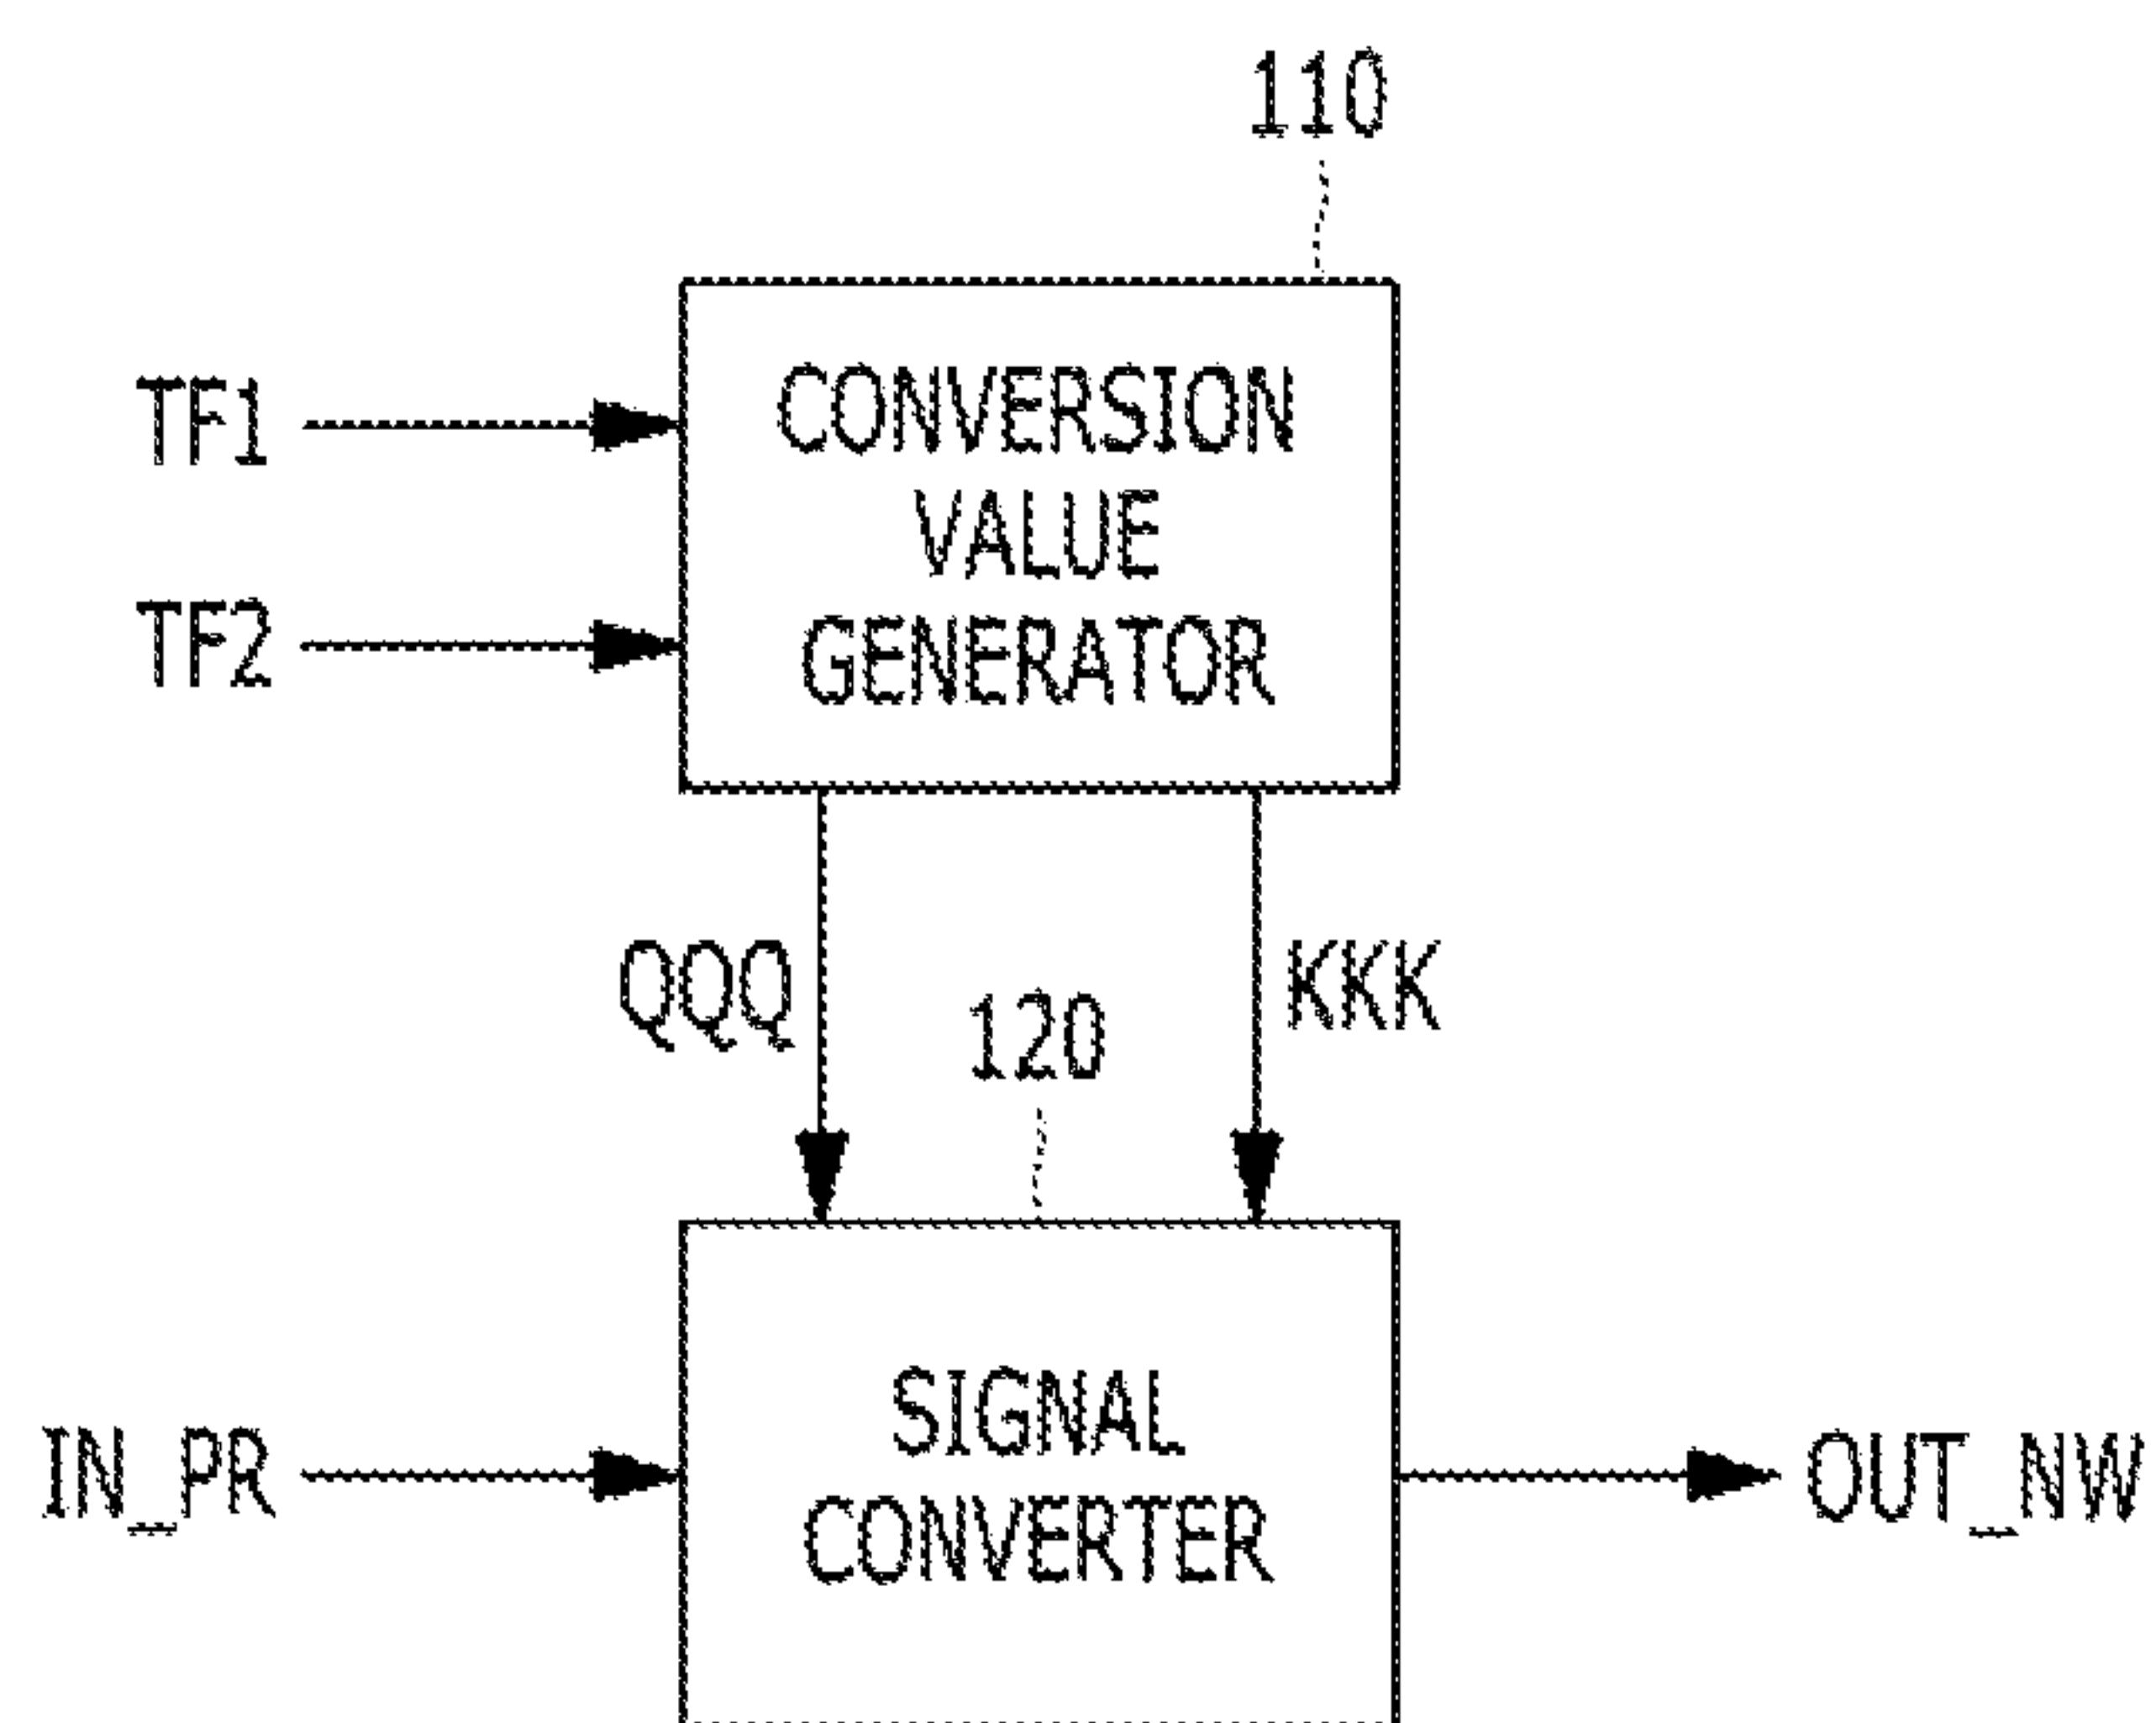 110
TF1
CONVERSION
VALUE
TF2
GENERATOR
QQQ
KKK
120
SIGNAL
IN_PR
OUT_NW
CONVERTER